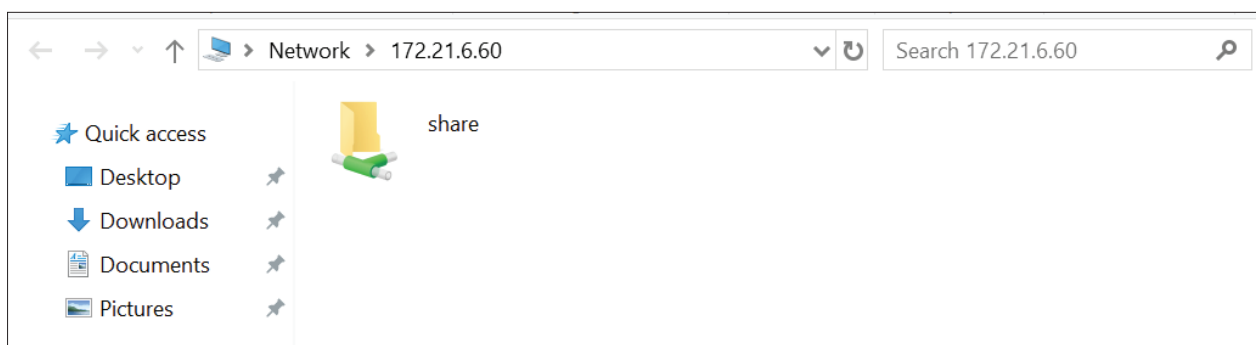 Network > 172.21.6.60
Search 172.21.6.60
share
Quick access
Desktop
Downloads
Documents
Pictures